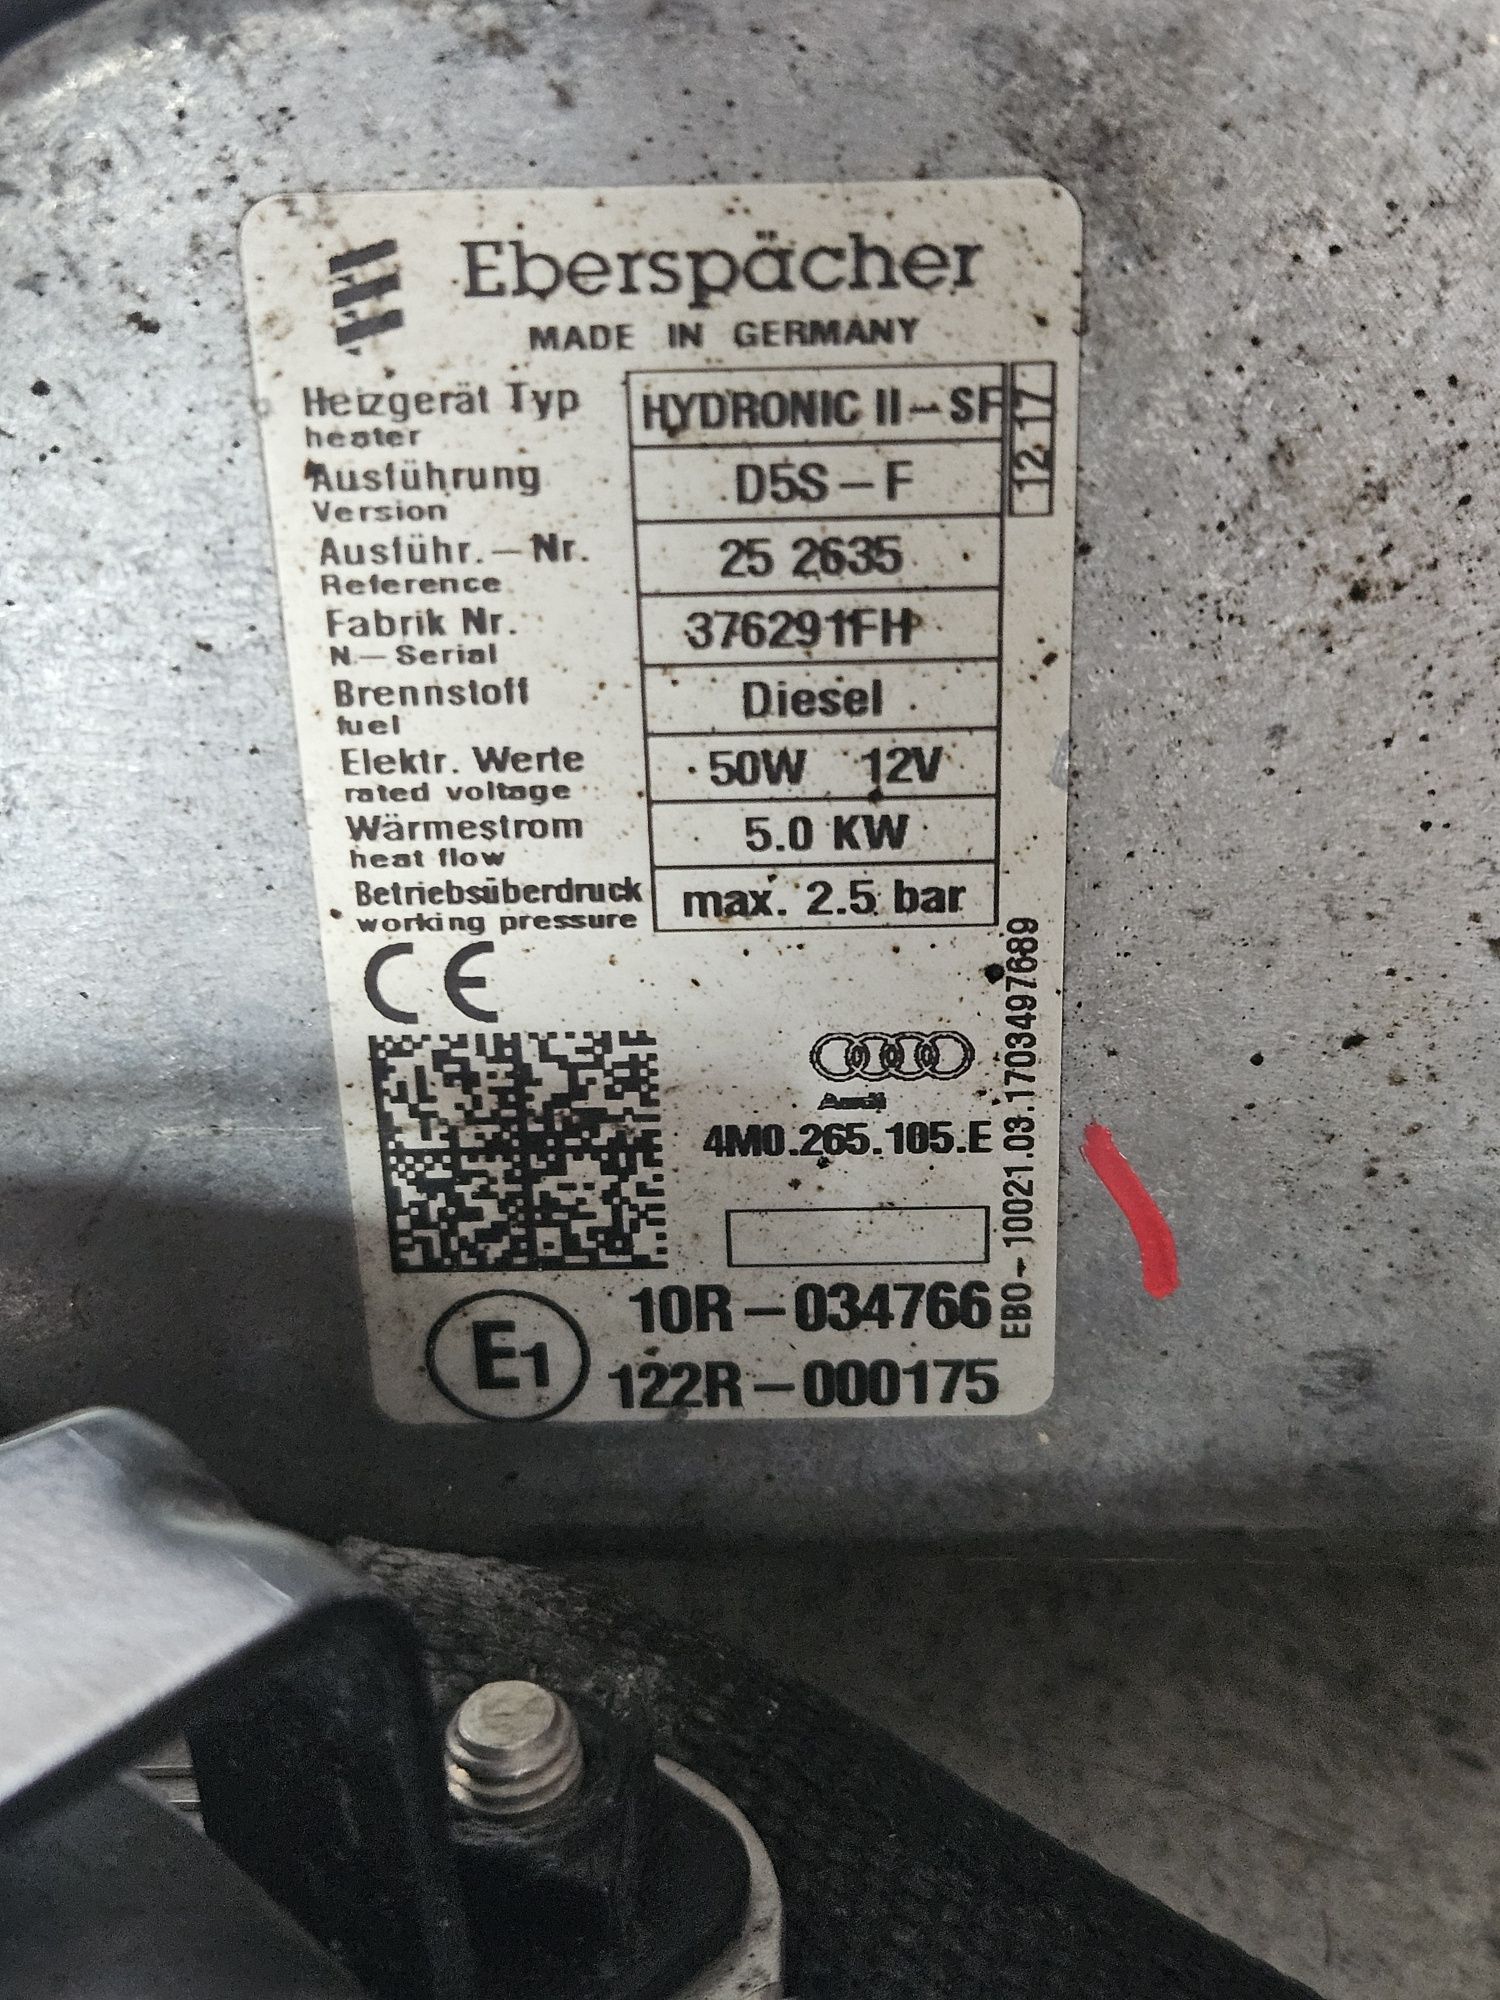 Eberspächer
MADE IN GERMANY
Heizgerät Typ HYDRONIC II-SF 12.17
heater
Ausführung D5S-F
Version
Ausführ.-Nr. 25 2635
Reference
Fabrik Nr. 376291FH
N-Serial
Brennstoff Diesel
fuel
Elektr. Werte 50W 12V
rated voltage
Wärmestrom 5.0 KW
heat flow
Betriebsüberdruck max. 2.5 bar
working pressure
CE
Audi
4M0.265.105.E
EBO-10021.03.1703497689
10R-034766
E1
122R-000175